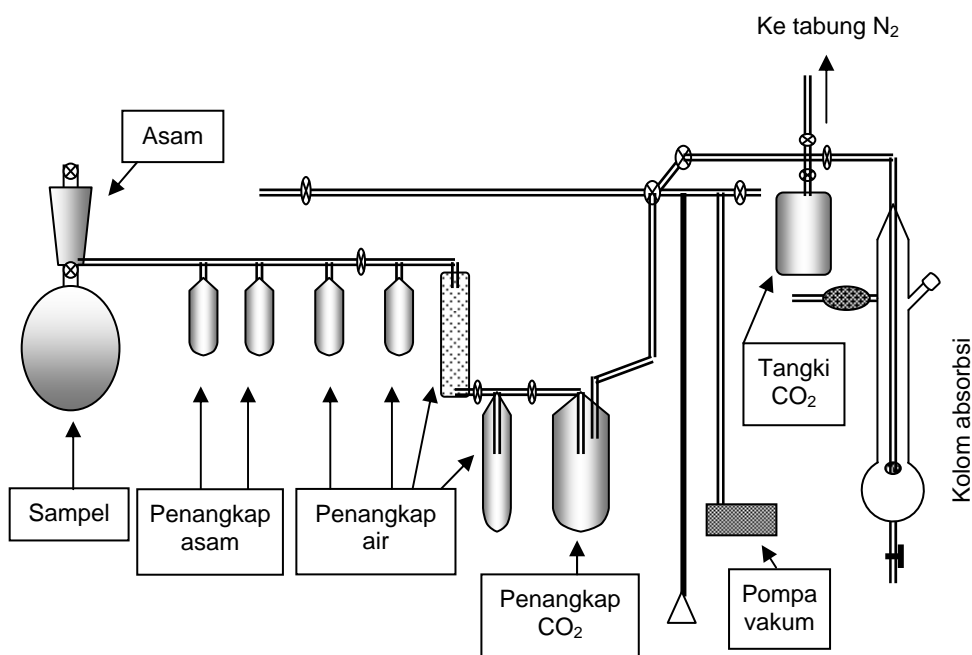 Ke tabung N₂
Asam
Tangki
CO₂
Kolom absorbsi
Sampel
Penangkap
asam
Penangkap
air
Penangkap
CO₂
Pompa
vakum